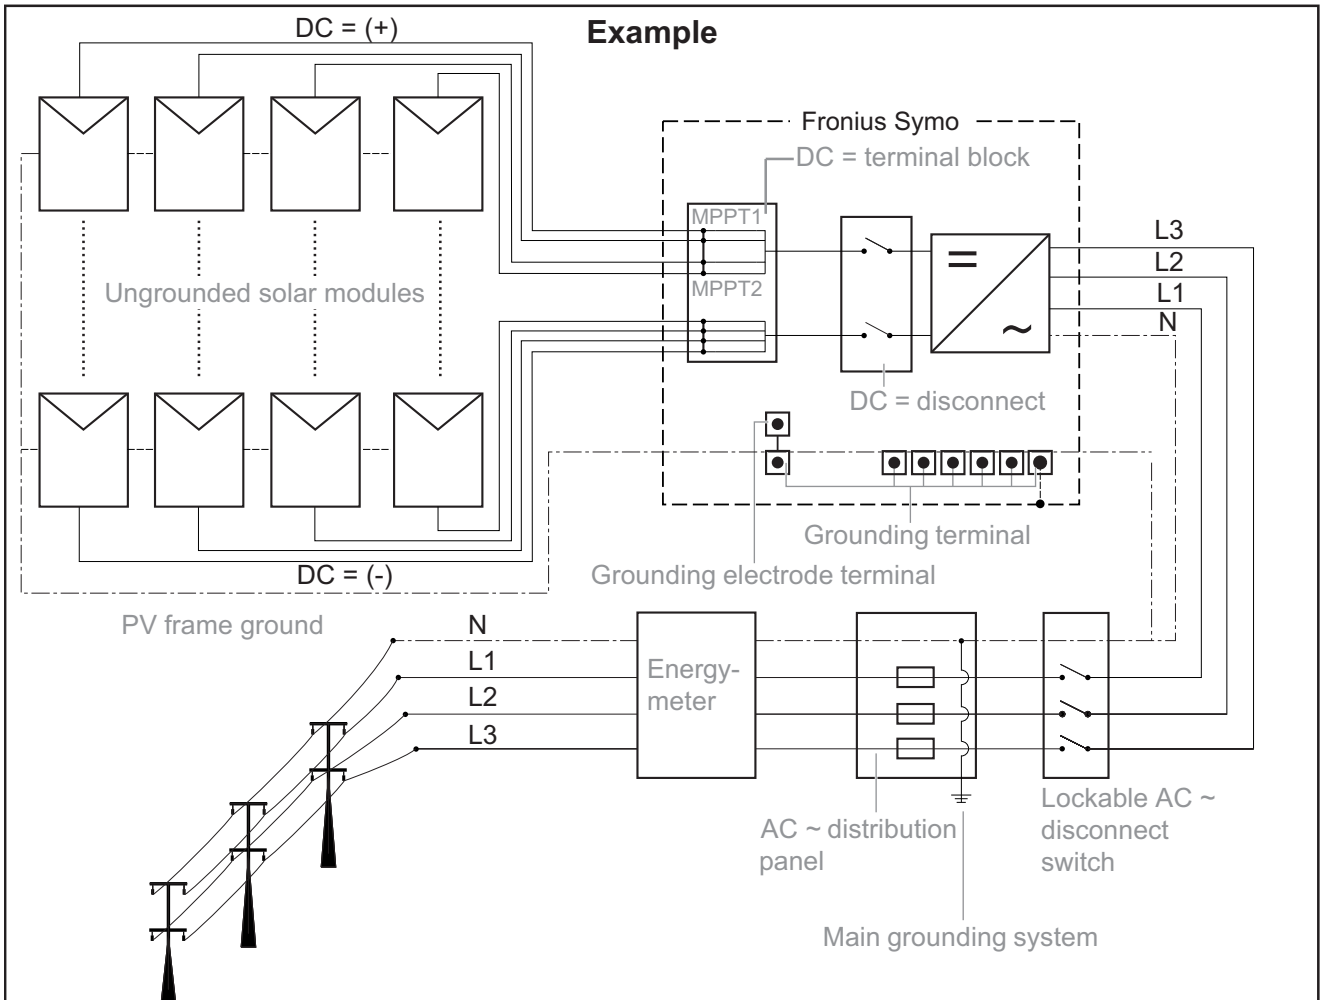 Example
DC = (+)
Fronius Symo
DC = terminal block
MPPT1
MPPT2
L3
L2
L1
N
Ungrounded solar modules
=
~
DC = disconnect
Grounding terminal
Grounding electrode terminal
DC = (-)
PV frame ground
N
L1
L2
L3
Energy-
meter
AC ~ distribution
panel
Lockable AC ~
disconnect
switch
Main grounding system